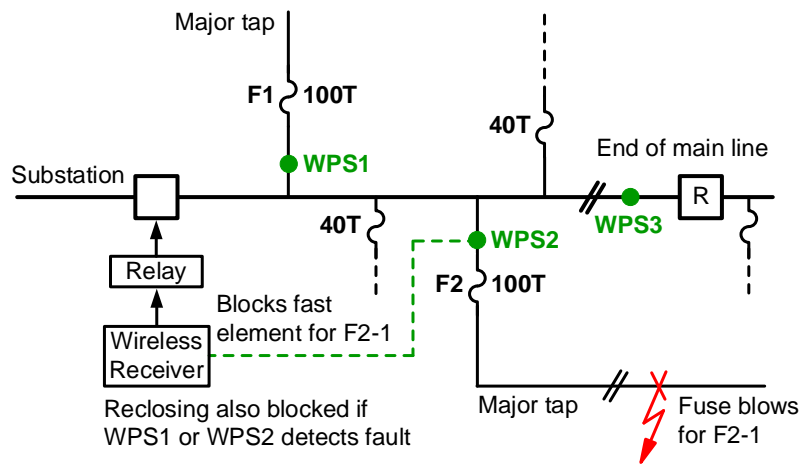 Major tap
F1 100T
WPS1
40T
End of main line
Substation
R
WPS3
40T
WPS2
Relay
F2 100T
Blocks fast
element for F2-1
Wireless
Receiver
Major tap
Fuse blows
for F2-1
Reclosing also blocked if
WPS1 or WPS2 detects fault